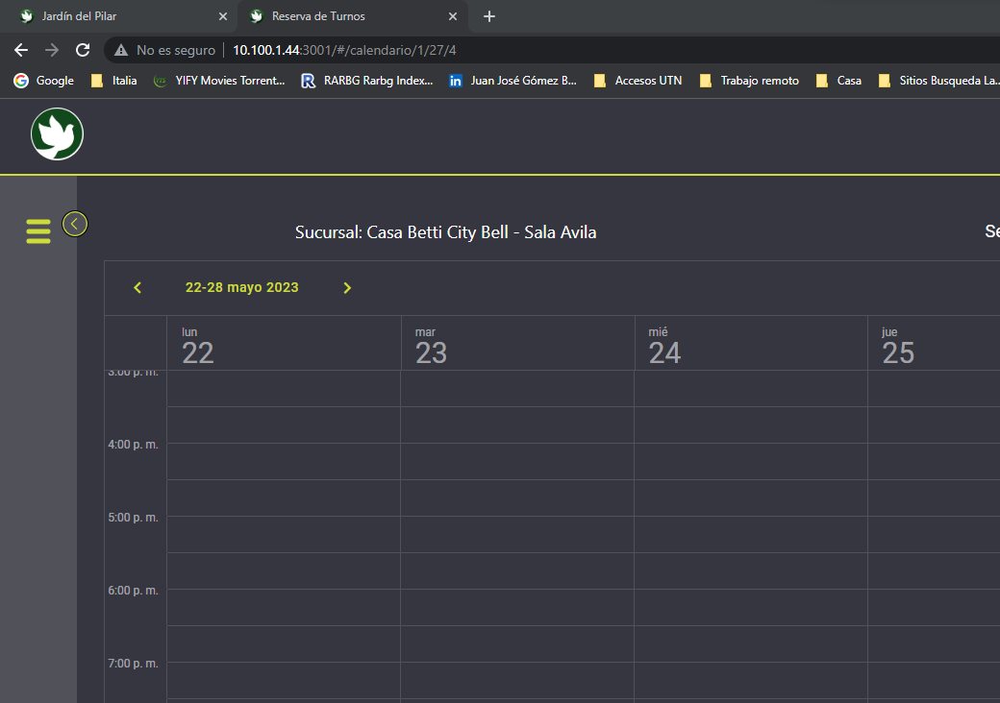 Jardín del Pilar
Reserva de Turnos
No es seguro 10.100.1.44:3001/#/calendario/1/27/4
Google Italia YIFY Movies Torrent... RARBG Rarbg Index... Juan José Gómez B... Accesos UTN Trabajo remoto Casa Sitios Busqueda La...
Sucursal: Casa Betti City Bell - Sala Avila
Se
22-28 mayo 2023
lun
22
mar
23
mié
24
jue
25
3:00 p. m.
4:00 p. m.
5:00 p. m.
6:00 p. m.
7:00 p. m.